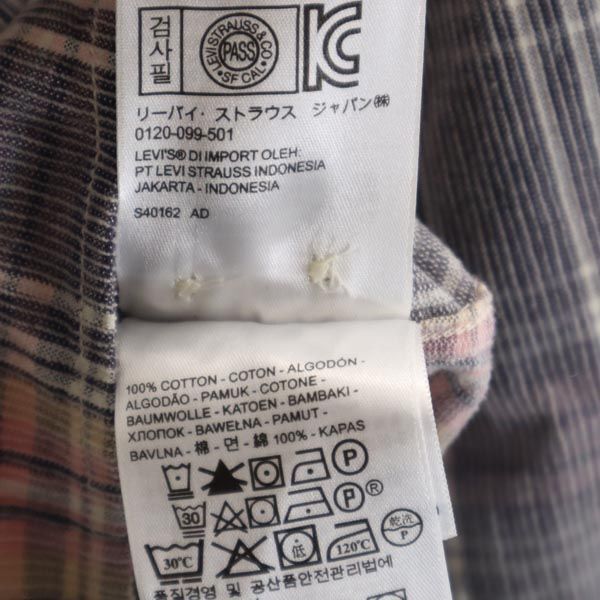 검사필
LEVI STRAUSS & CO
PASS
SF CAL
リーバイ・ストラウス ジャパン㈱
0120-099-501
LEVI'S® DI IMPORT OLEH:
PT LEVI STRAUSS INDONESIA
JAKARTA - INDONESIA
S40162 AD
100% COTTON - COTON - ALGODÓN -
ALGODÃO - PAMUK - COTONE -
BAUMWOLLE - KATOEN - BAMBAKI -
ХЛОПОК - BAWEŁNA - PAMUT -
BAVLNA - 棉 - 면 - 綿 100% - KAPAS
P
30 P®
30°C 低 120°C 乾洗 P
품질경영 및 공산품안전관리법에